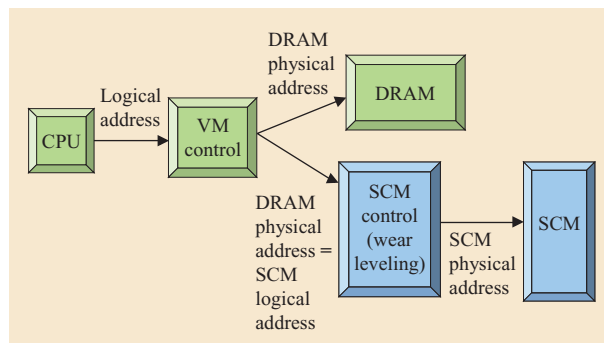 DRAM
physical
address
DRAM
Logical
address
CPU
VM
control
DRAM
physical
address =
SCM
logical
address
SCM
control
(wear
leveling)
SCM
physical
address
SCM